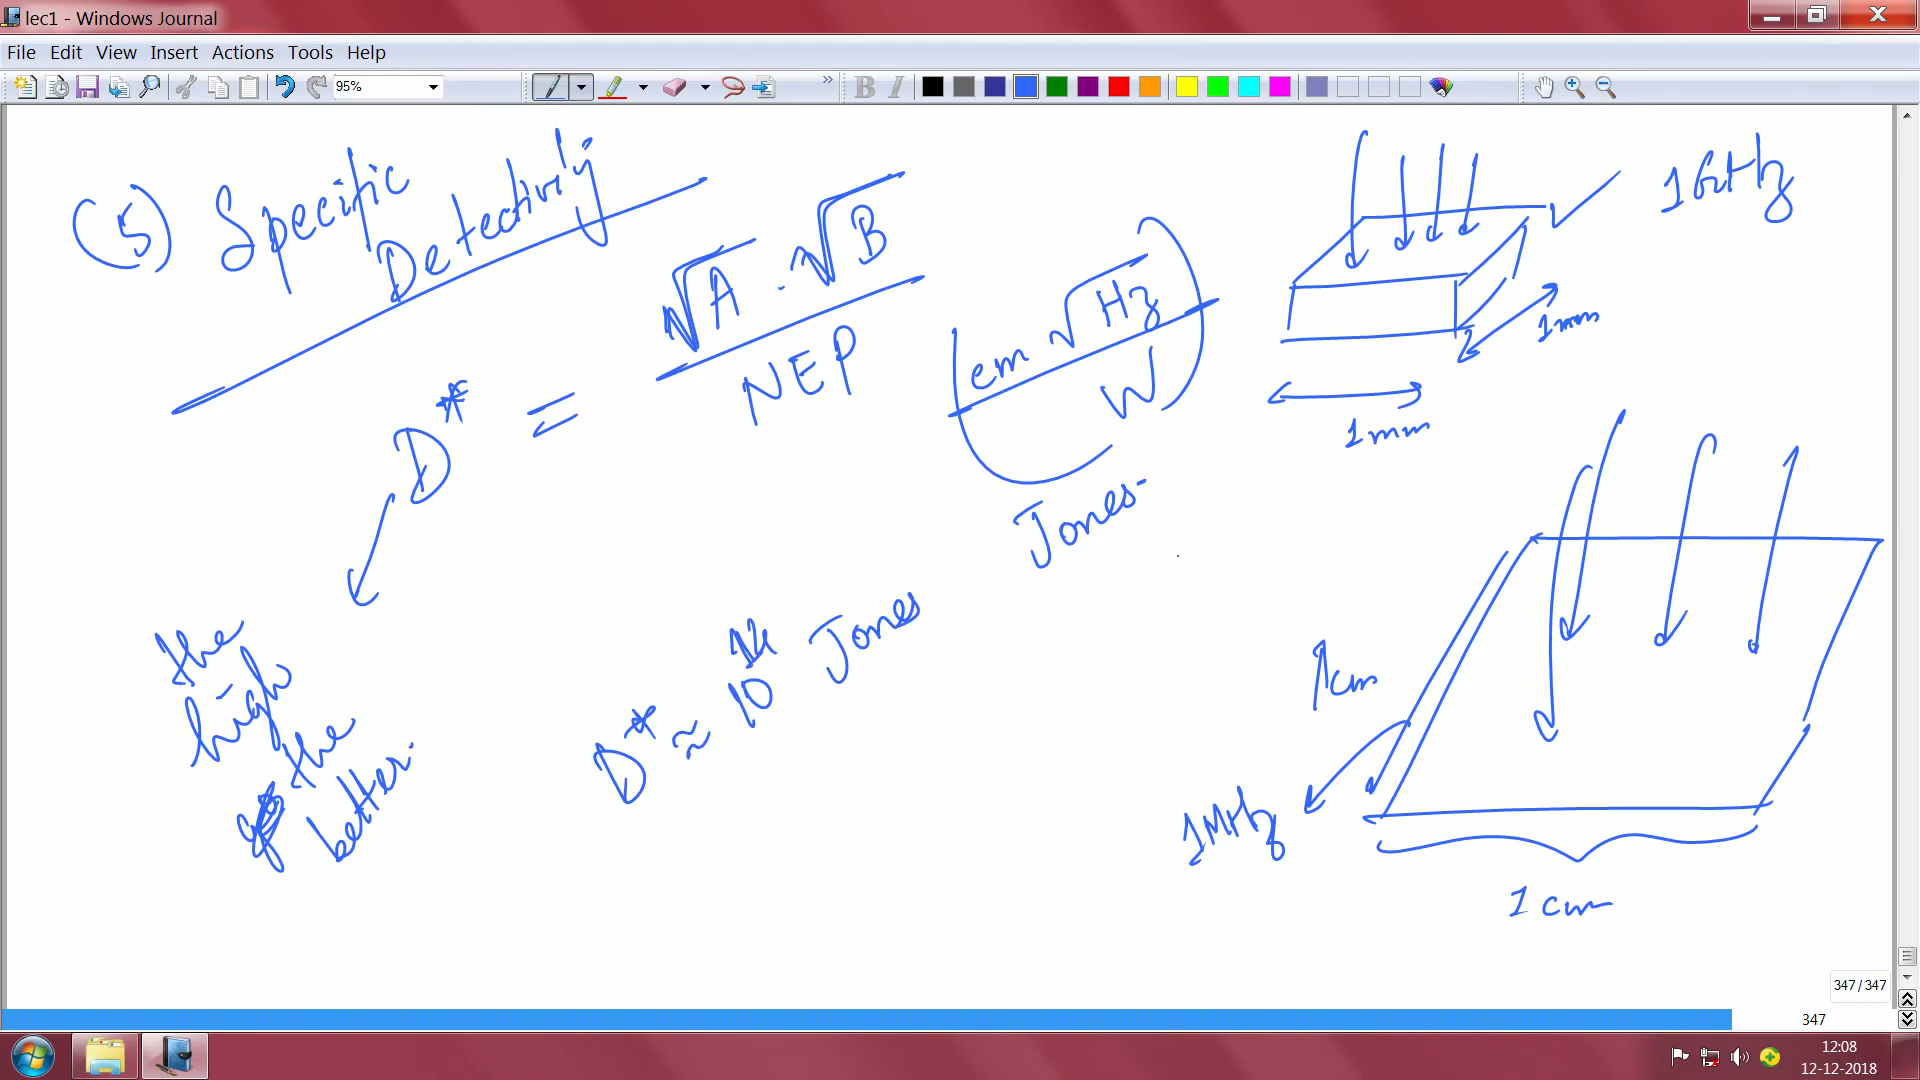 lec1 - Windows Journal
File Edit View Insert Actions Tools Help
95%
B I
(5) Specific
Detectivity
D* = √A . √B / NEP (cm √Hz / W)
Jones
1 GHz
1mm
1mm
the
high
the
better.
D* ≈ 10 Jones
1cm
1MHz
1 cm
347 / 347
347
12:08
12-12-2018